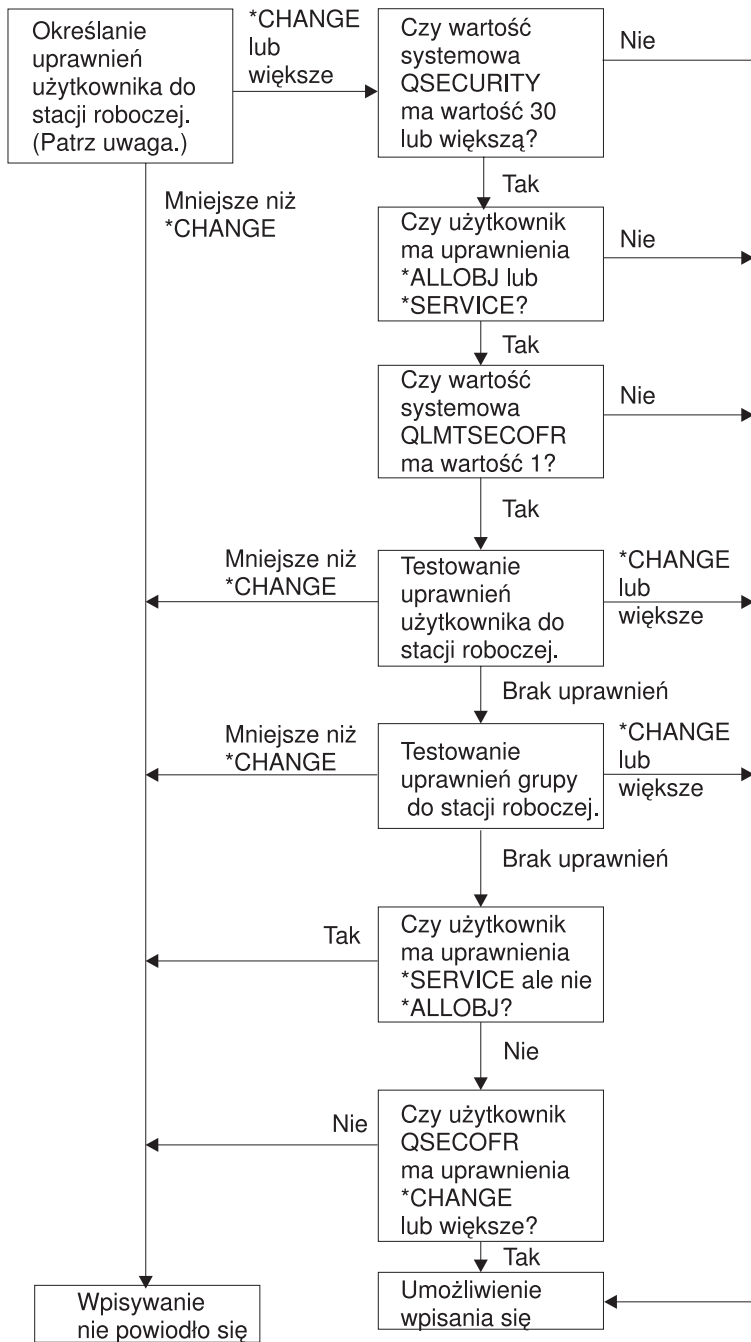 Określanie
uprawnień
użytkownika do
stacji roboczej.
(Patrz uwaga.)
*CHANGE
lub
większe
Czy wartość
systemowa
QSECURITY
ma wartość 30
lub większą?
Nie
Mniejsze niż
*CHANGE
Tak
Czy użytkownik
ma uprawnienia
*ALLOBJ lub
*SERVICE?
Nie
Tak
Czy wartość
systemowa
QLMTSECOFR
ma wartość 1?
Nie
Tak
Mniejsze niż
*CHANGE
Testowanie
uprawnień
użytkownika do
stacji roboczej.
*CHANGE
lub
większe
Brak uprawnień
Mniejsze niż
*CHANGE
Testowanie
uprawnień grupy
do stacji roboczej.
*CHANGE
lub
większe
Brak uprawnień
Tak
Czy użytkownik
ma uprawnienia
*SERVICE ale nie
*ALLOBJ?
Nie
Nie
Czy użytkownik
QSECOFR
ma uprawnienia
*CHANGE
lub większe?
Tak
Wpisywanie
nie powiodło się
Umożliwienie
wpisania się